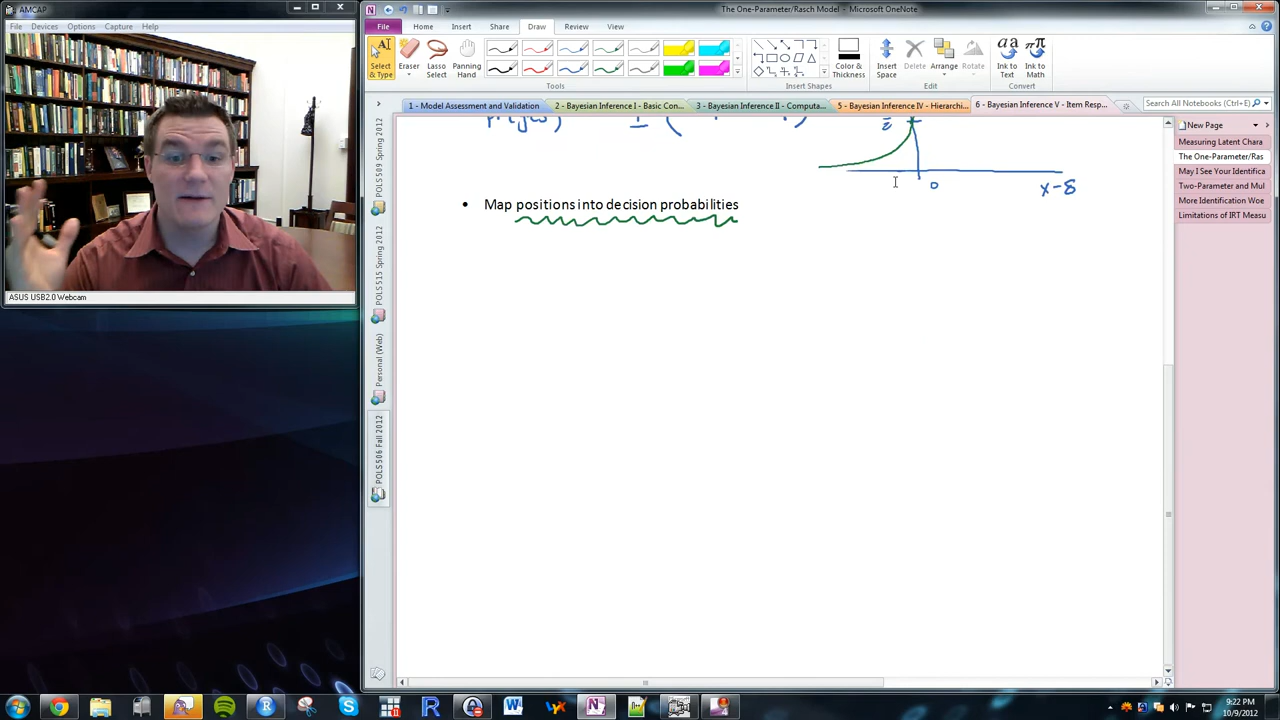 AMCAP
File Devices Options Capture Help
ASUS USB2.0 Webcam
The One-Parameter/Rasch Model - Microsoft OneNote
File Home Insert Share Draw Review View
Select & Type
Eraser
Lasso Select
Panning Hand
Color & Thickness
Insert Space
Delete
Arrange
Rotate
Ink to Text
Ink to Math
Tools
Insert Shapes
Edit
Convert
1 - Model Assessment and Validation
2 - Bayesian Inference I - Basic Con...
3 - Bayesian Inference II - Computa...
5 - Bayesian Inference IV - Hierarchi...
6 - Bayesian Inference V - Item Resp...
Search All Notebooks (Ctrl+E)
POLS 509 Spring 2012
POLS 515 Spring 2012
Personal (Web)
POLS 506 Fall 2012
New Page
Measuring Latent Chara
The One-Parameter/Ras
May I See Your Identifica
Two-Parameter and Mul
More Identification Woe
Limitations of IRT Measu
2
0
x-δ
• Map positions into decision probabilities
9:22 PM
10/9/2012